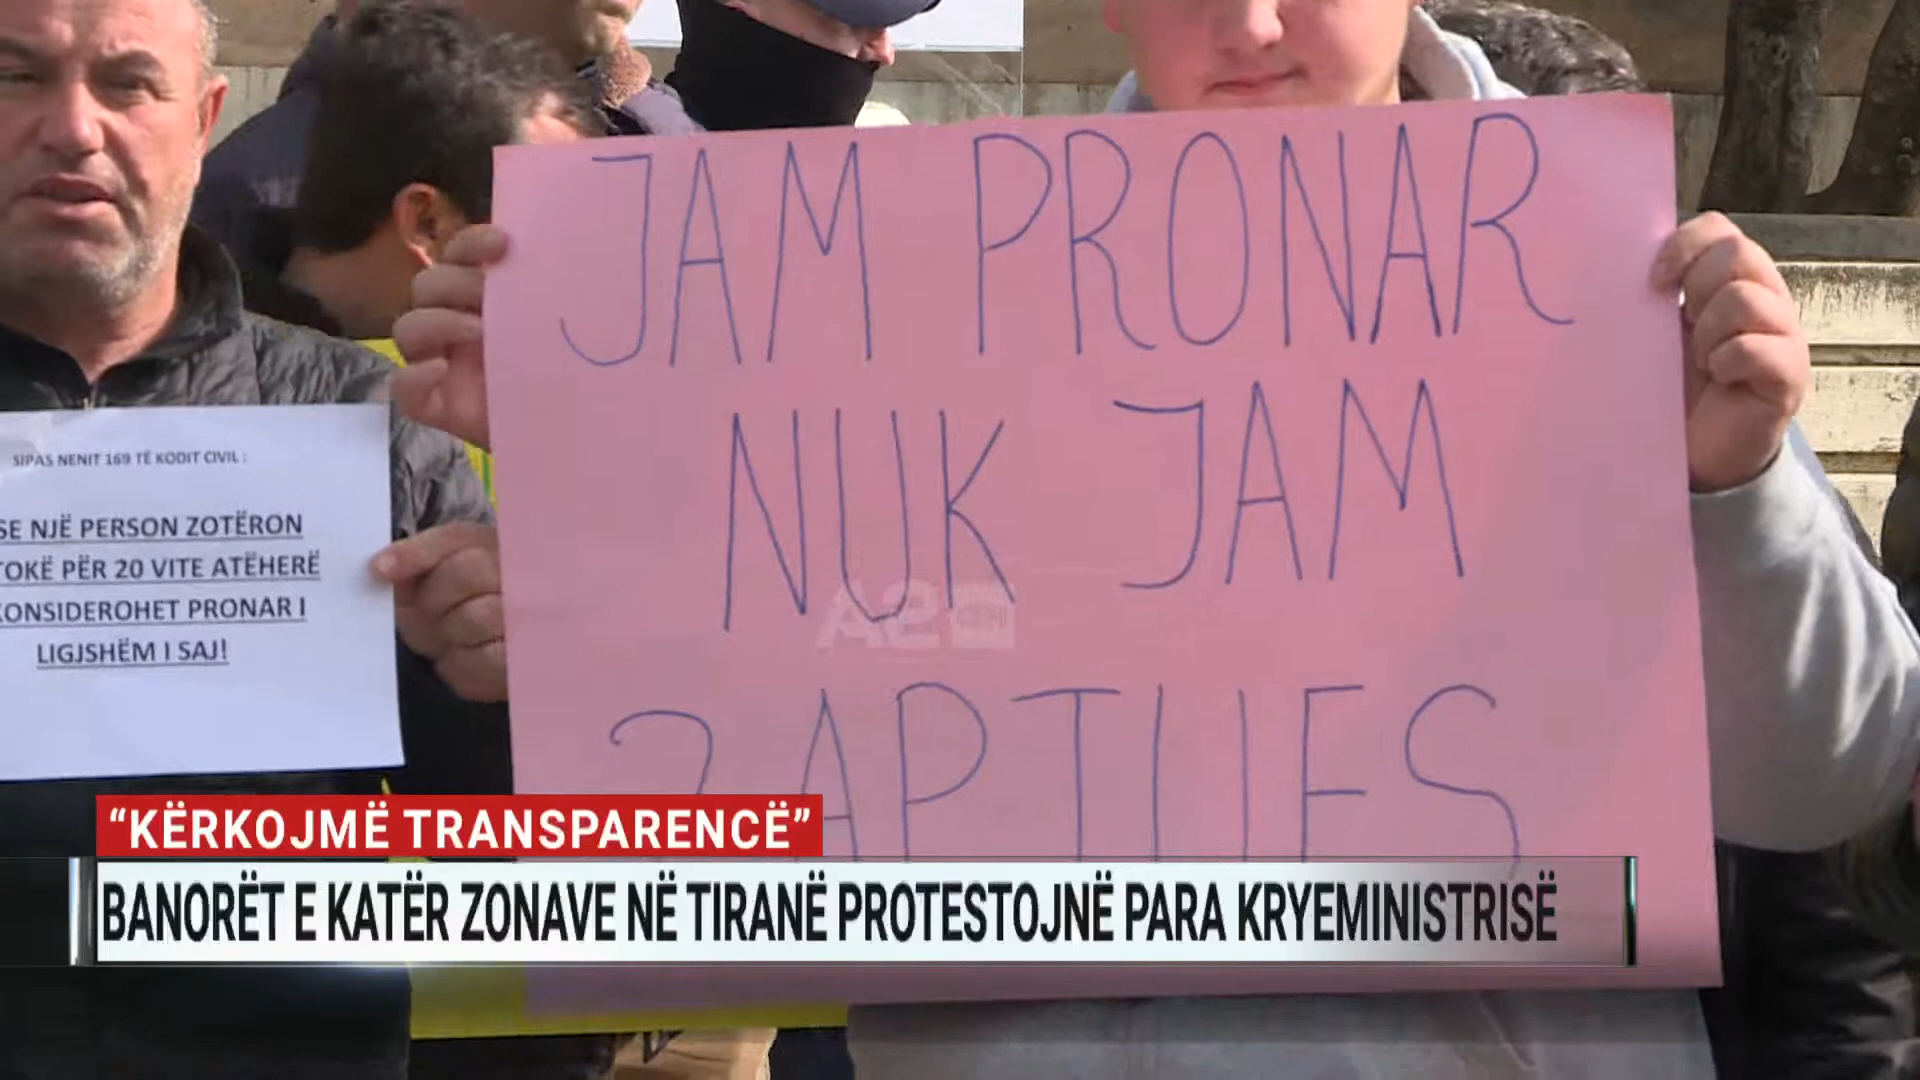 JAM PRONAR
NUK JAM
ZAPTUES
SIPAS NENIT 169 TË KODIT CIVIL :
SE NJË PERSON ZOTËRON
TOKË PËR 20 VITE ATËHERË
KONSIDEROHET PRONAR I
LIGJSHËM I SAJ!
A2
“KËRKOJMË TRANSPARENCË”
BANORËT E KATËR ZONAVE NË TIRANË PROTESTOJNË PARA KRYEMINISTRISË